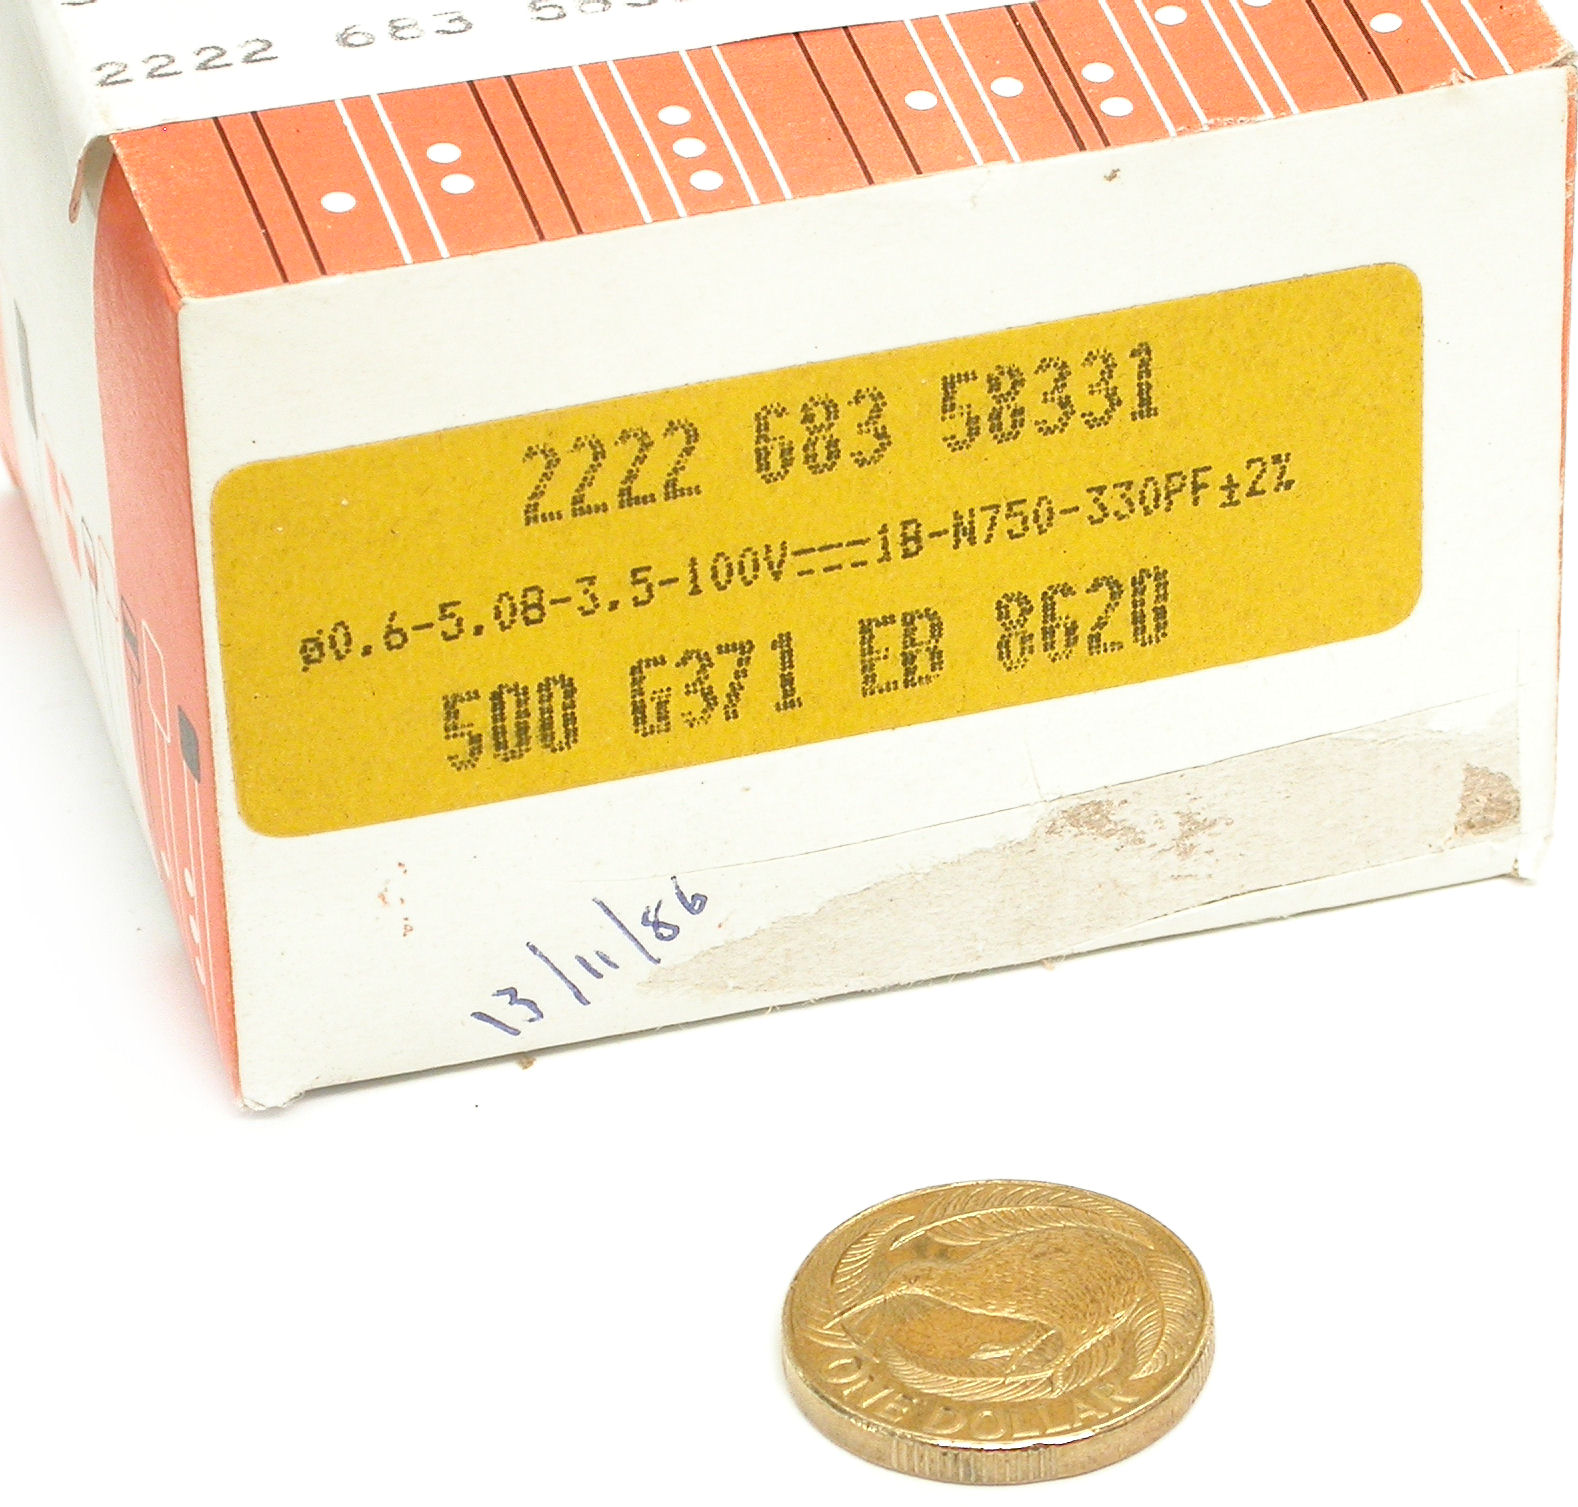 2222 683
2222 683 58331
ø0.6-5.08-3.5-100V===1B-N750-330PF±2%
500 G371 EB 8620
13/11/86
ONE DOLLAR